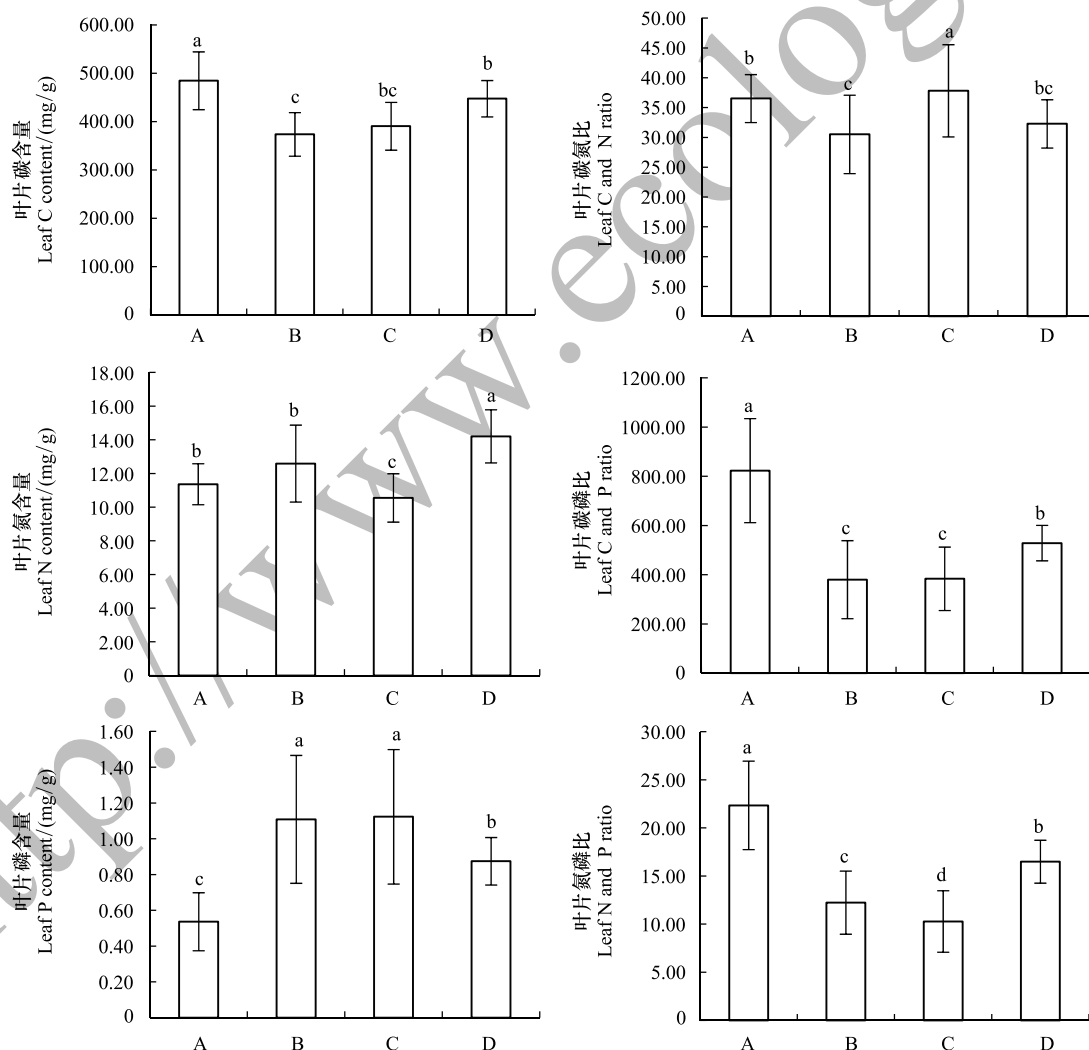 叶片碳含量
Leaf C content/(mg/g)
600.00
500.00
400.00
300.00
200.00
100.00
0
a
c
bc
b
A
B
C
D
叶片碳氮比
Leaf C and N ratio
50.00
45.00
40.00
35.00
30.00
25.00
20.00
15.00
10.00
5.00
0
b
c
a
bc
A
B
C
D
叶片氮含量
Leaf N content/(mg/g)
18.00
16.00
14.00
12.00
10.00
8.00
6.00
4.00
2.00
0
b
b
c
a
A
B
C
D
叶片碳磷比
Leaf C and P ratio
1200.00
1000.00
800.00
600.00
400.00
200.00
0
a
c
c
b
A
B
C
D
叶片磷含量
Leaf P content/(mg/g)
1.60
1.40
1.20
1.00
0.80
0.60
0.40
0.20
0
c
a
a
b
A
B
C
D
叶片氮磷比
Leaf N and P ratio
30.00
25.00
20.00
15.00
10.00
5.00
0
a
c
d
b
A
B
C
D
ttp://www.ecolog